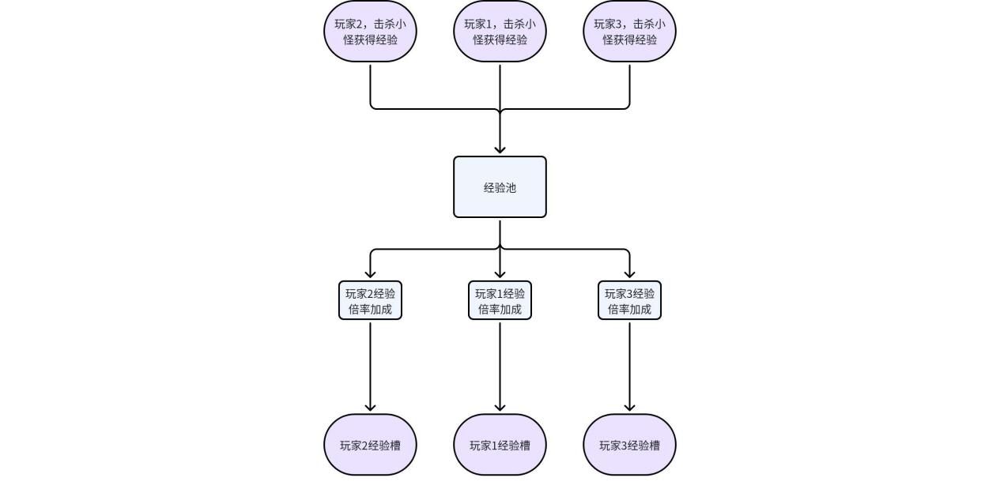 玩家2，击杀小
怪获得经验
玩家1，击杀小
怪获得经验
玩家3，击杀小
怪获得经验
经验池
玩家2经验
倍率加成
玩家1经验
倍率加成
玩家3经验
倍率加成
玩家2经验槽
玩家1经验槽
玩家3经验槽